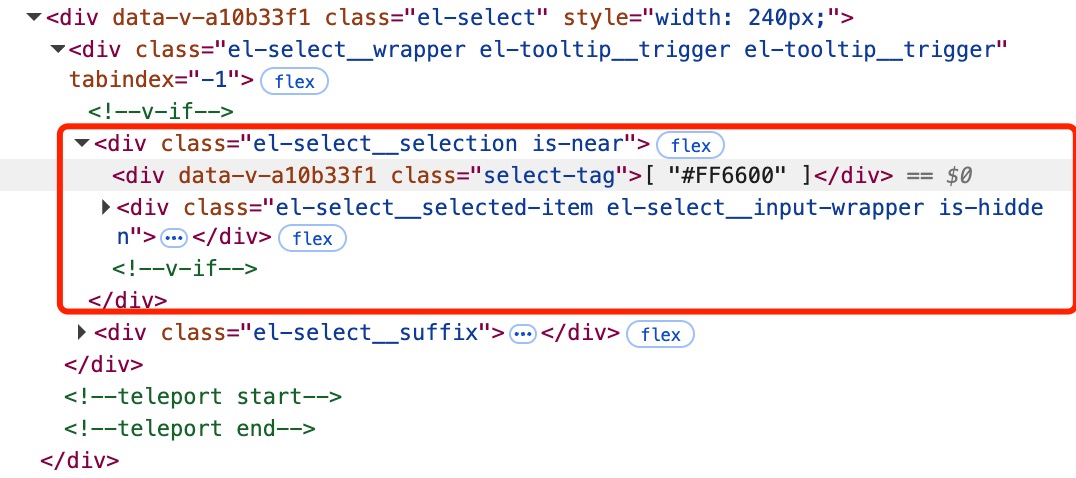 <div data-v-a10b33f1 class="el-select" style="width: 240px;">
<div class="el-select__wrapper el-tooltip__trigger el-tooltip__trigger"
tabindex="-1"> flex
<!--v-if-->
<div class="el-select__selection is-near"> flex
<div data-v-a10b33f1 class="select-tag">[ "#FF6600" ]</div> == $0
<div class="el-select__selected-item el-select__input-wrapper is-hidde
n"> ••• </div> flex
<!--v-if-->
</div>
<div class="el-select__suffix"> ••• </div> flex
</div>
<!--teleport start-->
<!--teleport end-->
</div>